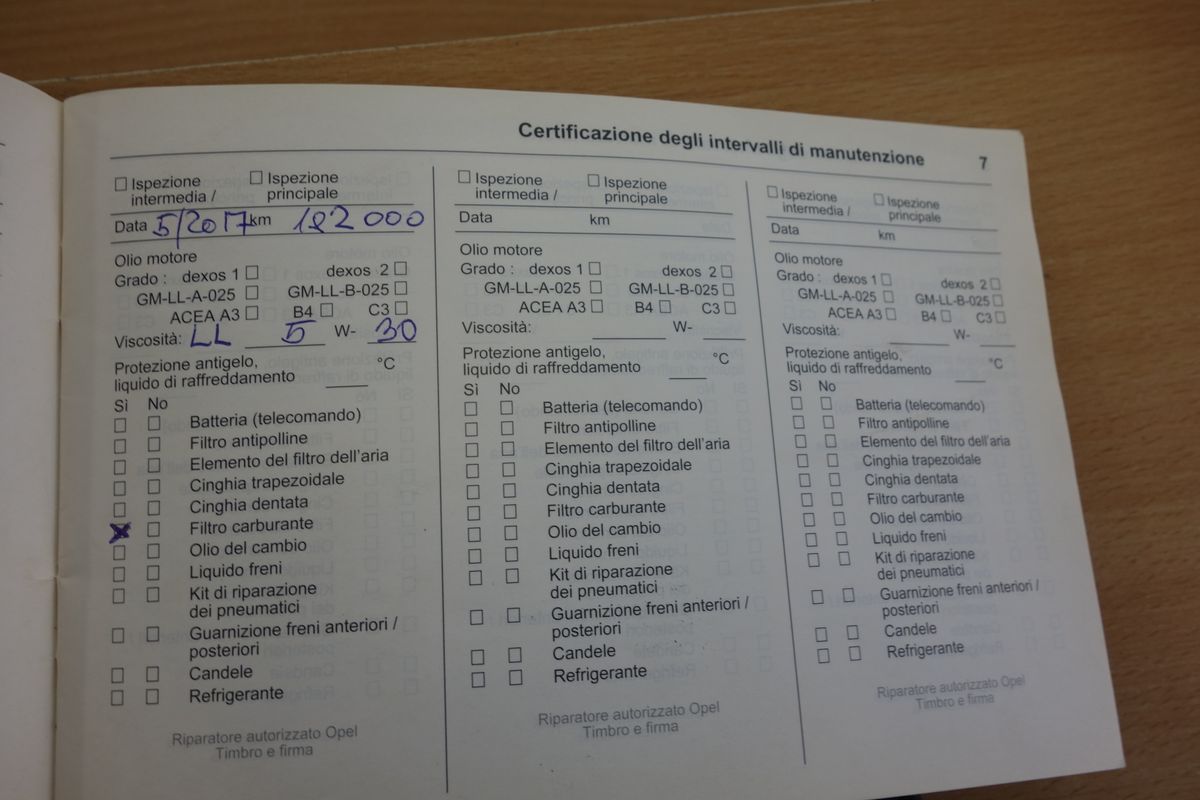 Certificazione degli intervalli di manutenzione 7
Ispezione intermedia /
Ispezione principale
Data 5/2017 km 122000
Olio motore
Grado : dexos 1 dexos 2
GM-LL-A-025 GM-LL-B-025
ACEA A3 B4 C3
Viscosità: LL 5 W- 30
Protezione antigelo,
liquido di raffreddamento °C
Sì No
Batteria (telecomando)
Filtro antipolline
Elemento del filtro dell'aria
Cinghia trapezoidale
Cinghia dentata
Filtro carburante
Olio del cambio
Liquido freni
Kit di riparazione
dei pneumatici
Guarnizione freni anteriori /
posteriori
Candele
Refrigerante
Riparatore autorizzato Opel
Timbro e firma
Ispezione intermedia /
Ispezione principale
Data km
Olio motore
Grado : dexos 1 dexos 2
GM-LL-A-025 GM-LL-B-025
ACEA A3 B4 C3
Viscosità: W-
Protezione antigelo,
liquido di raffreddamento °C
Sì No
Batteria (telecomando)
Filtro antipolline
Elemento del filtro dell'aria
Cinghia trapezoidale
Cinghia dentata
Filtro carburante
Olio del cambio
Liquido freni
Kit di riparazione
dei pneumatici
Guarnizione freni anteriori /
posteriori
Candele
Refrigerante
Riparatore autorizzato Opel
Timbro e firma
Ispezione intermedia /
Ispezione principale
Data km
Olio motore
Grado : dexos 1 dexos 2
GM-LL-A-025 GM-LL-B-025
ACEA A3 B4 C3
Viscosità: W-
Protezione antigelo,
liquido di raffreddamento °C
Sì No
Batteria (telecomando)
Filtro antipolline
Elemento del filtro dell'aria
Cinghia trapezoidale
Cinghia dentata
Filtro carburante
Olio del cambio
Liquido freni
Kit di riparazione
dei pneumatici
Guarnizione freni anteriori /
posteriori
Candele
Refrigerante
Riparatore autorizzato Opel
Timbro e firma